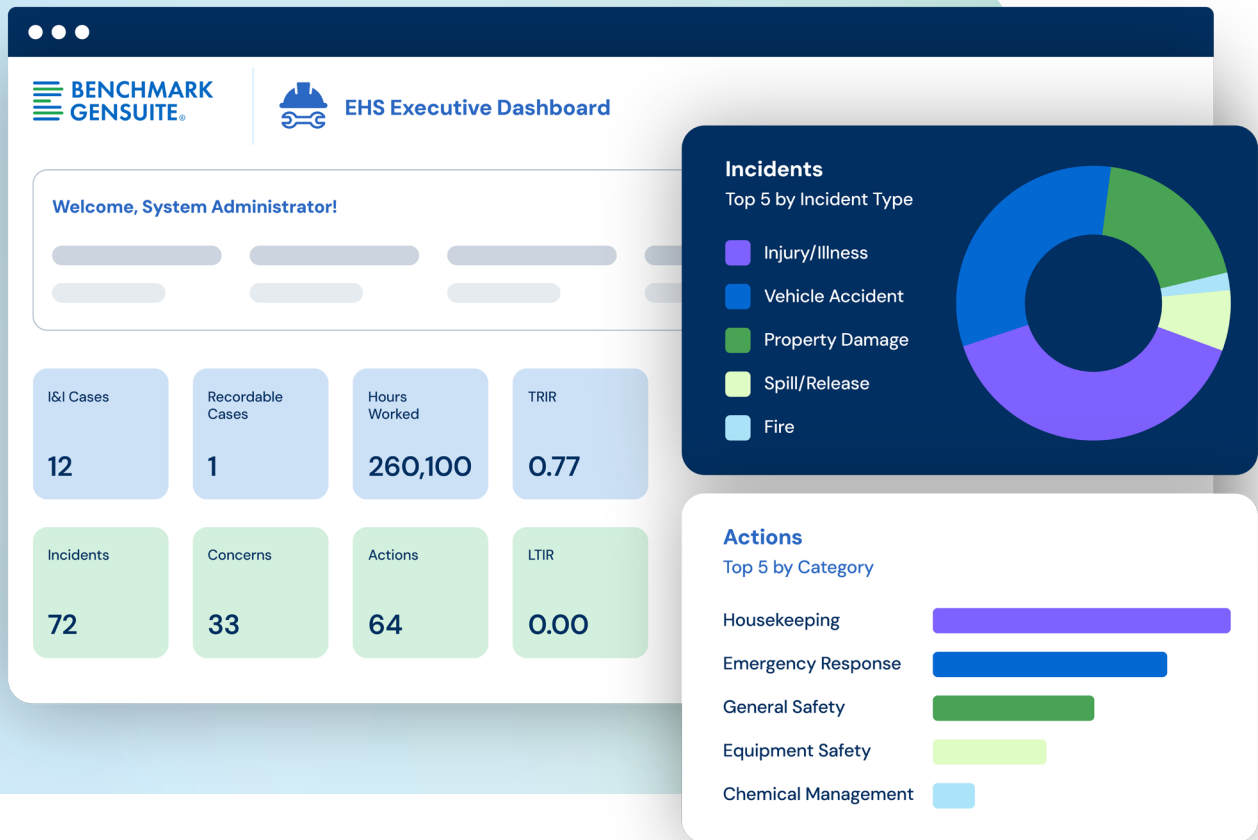 BENCHMARK
GENSUITE®
EHS Executive Dashboard
Welcome, System Administrator!
I&I Cases
12
Recordable
Cases
1
Hours
Worked
260,100
TRIR
0.77
Incidents
72
Concerns
33
Actions
64
LTIR
0.00
Incidents
Top 5 by Incident Type
Injury/Illness
Vehicle Accident
Property Damage
Spill/Release
Fire
Actions
Top 5 by Category
Housekeeping
Emergency Response
General Safety
Equipment Safety
Chemical Management